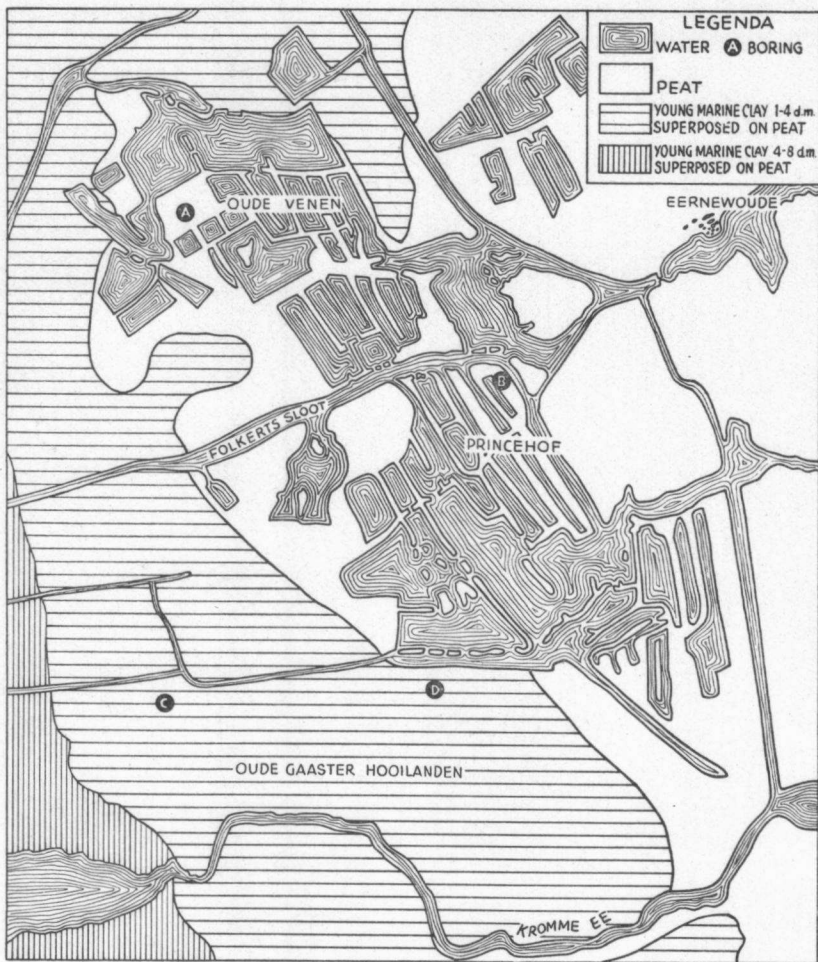 LEGENDA
WATER A BORING
PEAT
YOUNG MARINE CLAY 1-4 d.m.
SUPERPOSED ON PEAT
YOUNG MARINE CLAY 4-8 d.m.
SUPERPOSED ON PEAT
EERNEWOUDE
A
OUDE VENEN
B
FOLKERTS SLOOT
PRINCEHOF
C
D
OUDE GAASTER HOOILANDEN
KROMME EE